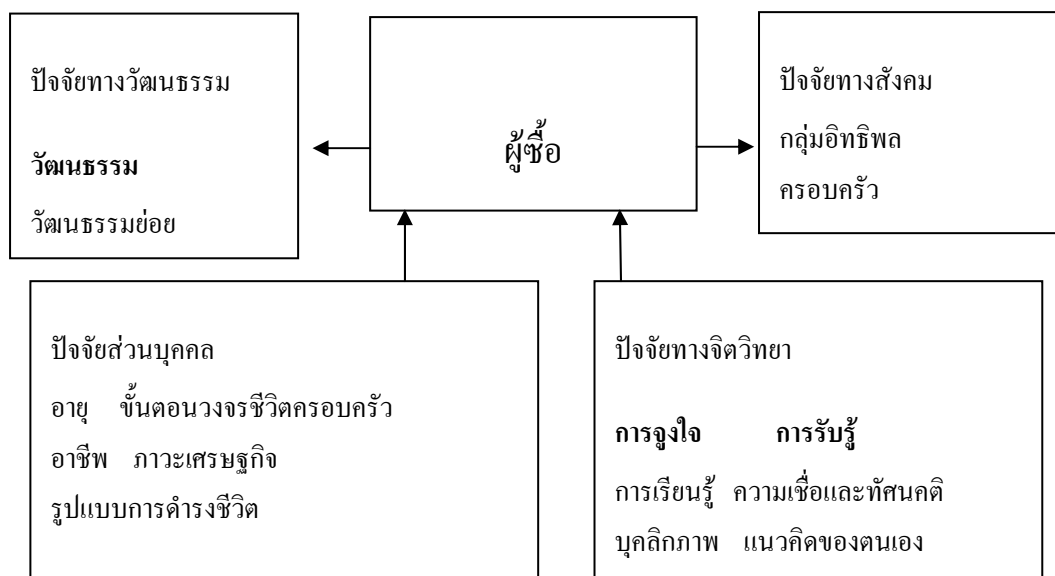 ปัจจัยทางวัฒนธรรม
วัฒนธรรม
วัฒนธรรมย่อย
ผู้ซื้อ
ปัจจัยทางสังคม
กลุ่มอิทธิพล
ครอบครัว
ปัจจัยส่วนบุคคล
อายุ ขั้นตอนวงจรชีวิตครอบครัว
อาชีพ ภาวะเศรษฐกิจ
รูปแบบการดำรงชีวิต
ปัจจัยทางจิตวิทยา
การจูงใจ การรับรู้
การเรียนรู้ ความเชื่อและทัศนคติ
บุคลิกภาพ แนวคิดของตนเอง